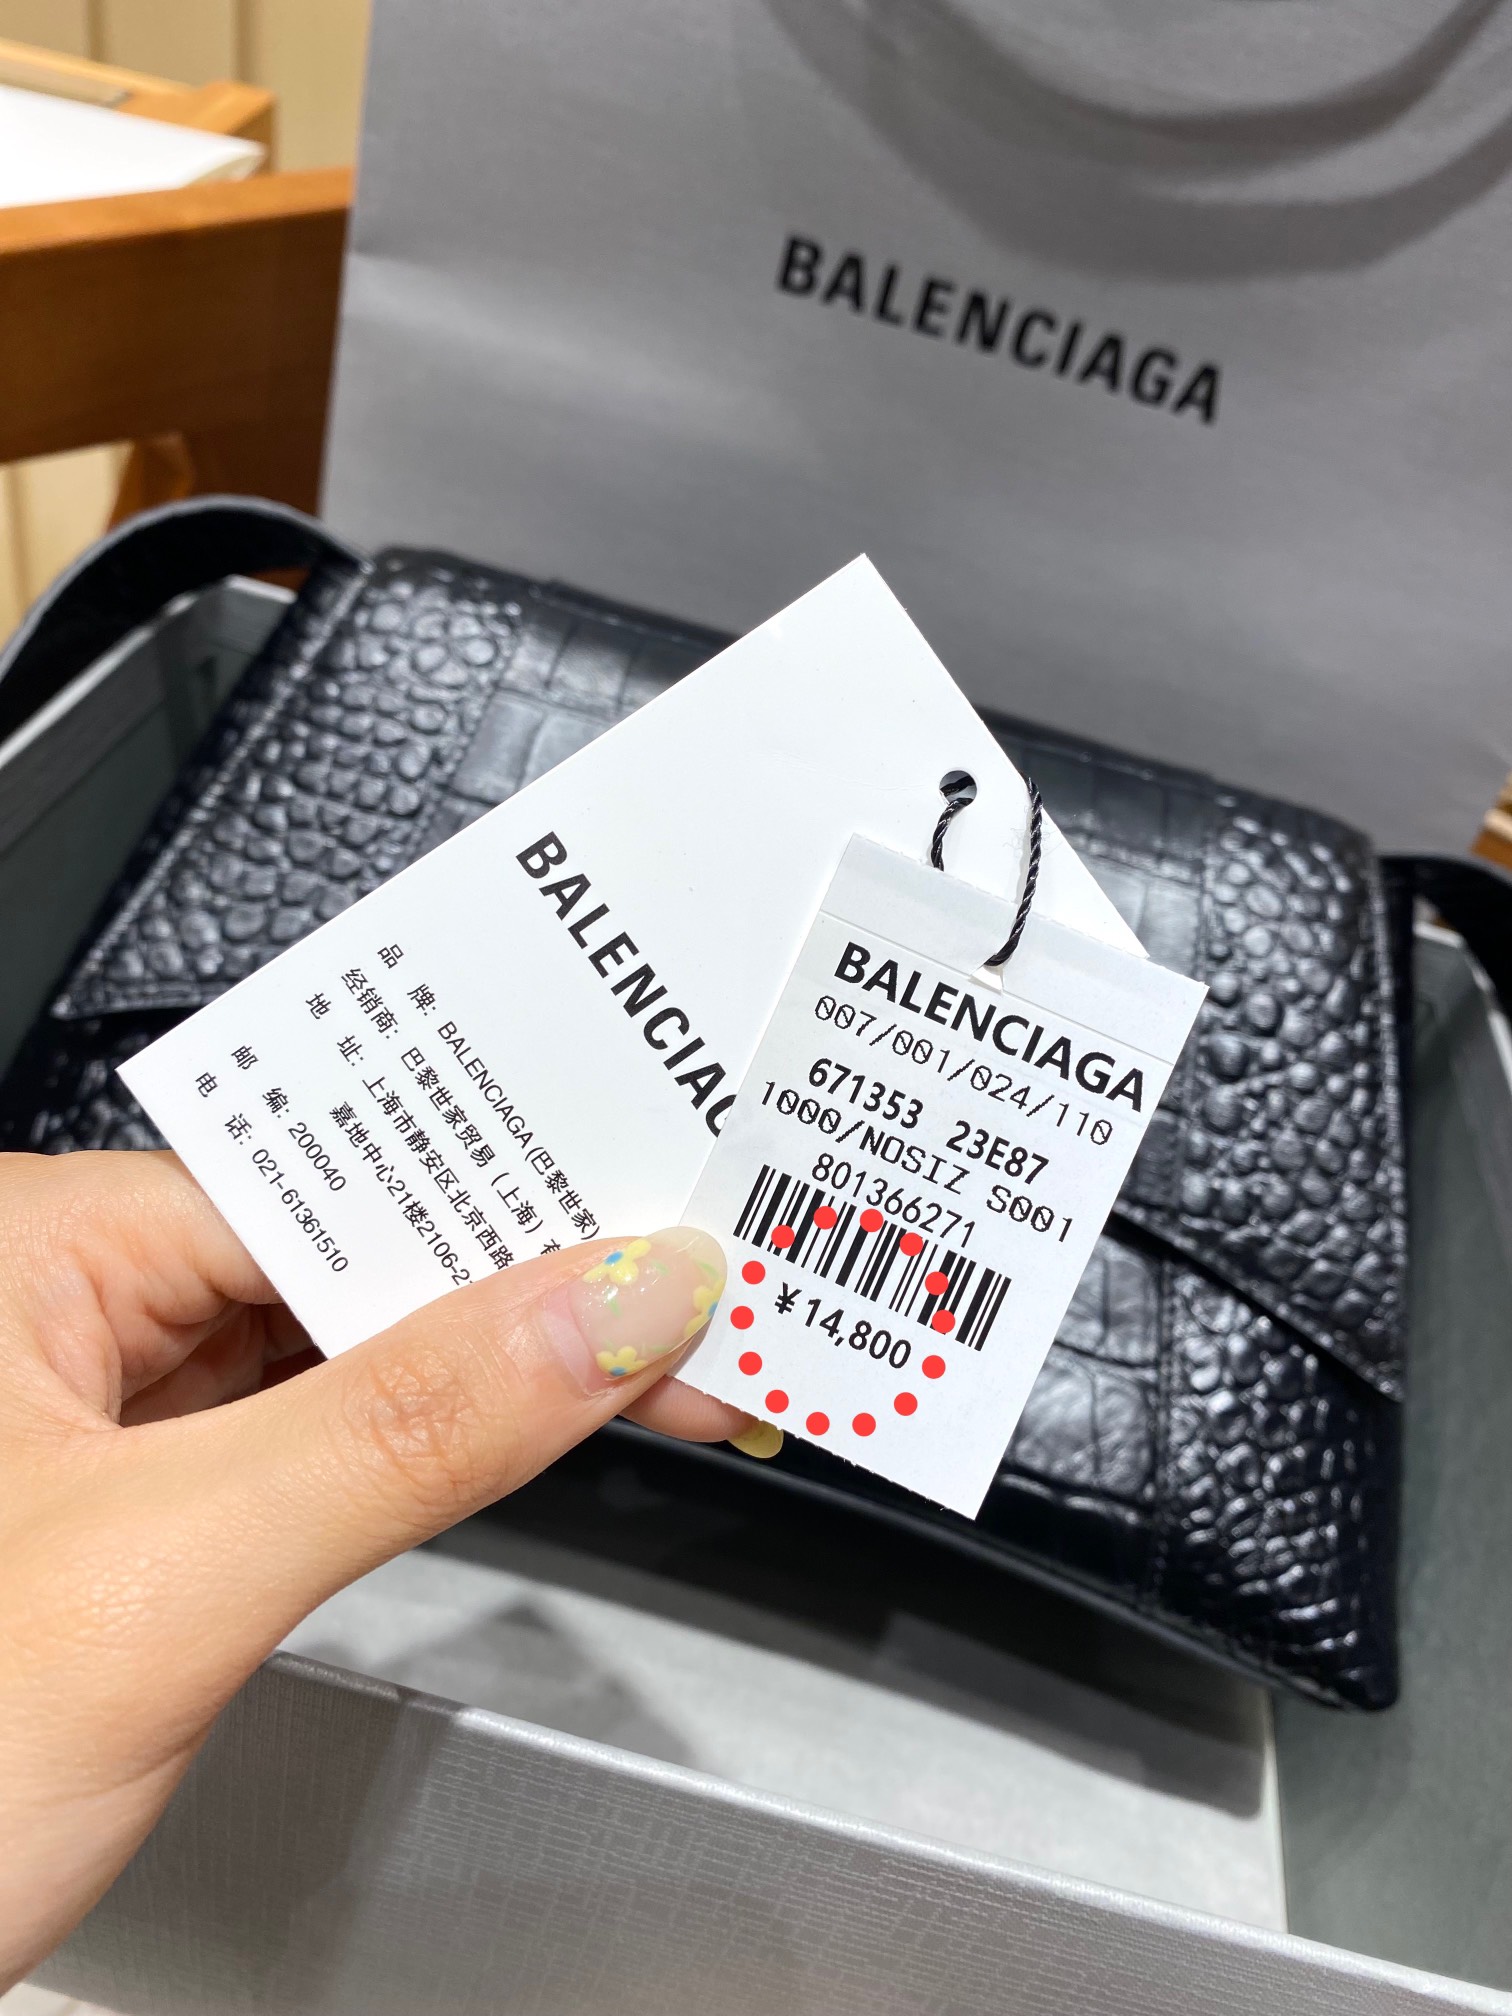 BALENCIAGA
BALENCIAGA
品 牌: BALENCIAGA(巴黎世家)
经销商: 巴黎世家贸易(上海)
地 址: 上海市静安区北京西路
嘉地中心21楼2106-2
邮 编: 200040
电 话: 021-61361510
BALENCIAGA
007/001/024/110
671353 23E87
1000/NOSIZ S001
801366271
¥14,800